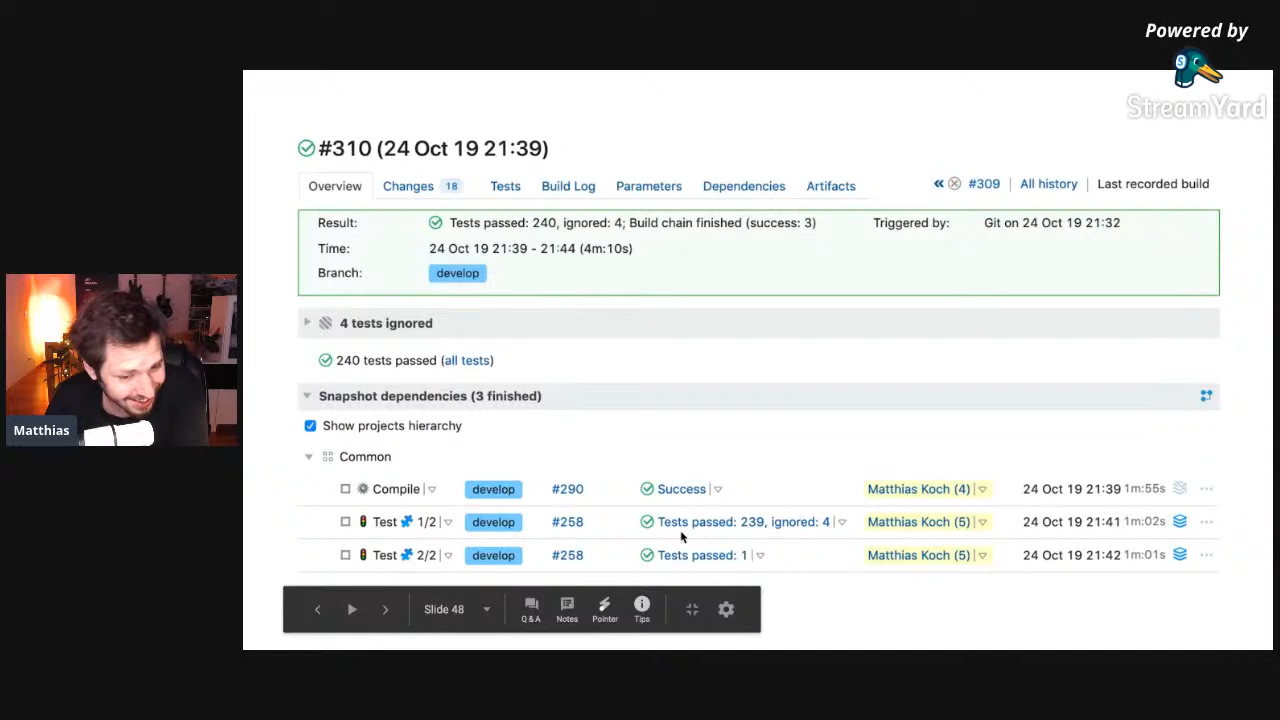 Powered by
S
StreamYard
#310 (24 Oct 19 21:39)
Overview Changes 18 Tests Build Log Parameters Dependencies Artifacts « #309 | All history | Last recorded build
Result: Tests passed: 240, ignored: 4; Build chain finished (success: 3) Triggered by: Git on 24 Oct 19 21:32
Time: 24 Oct 19 21:39 - 21:44 (4m:10s)
Branch: develop
4 tests ignored
240 tests passed (all tests)
Snapshot dependencies (3 finished)
Show projects hierarchy
Common
Compile develop #290 Success Matthias Koch (4) 24 Oct 19 21:39 1m:55s
Test 1/2 develop #258 Tests passed: 239, ignored: 4 Matthias Koch (5) 24 Oct 19 21:41 1m:02s
Test 2/2 develop #258 Tests passed: 1 Matthias Koch (5) 24 Oct 19 21:42 1m:01s
Matthias
Slide 48 Q&A Notes Pointer Tips